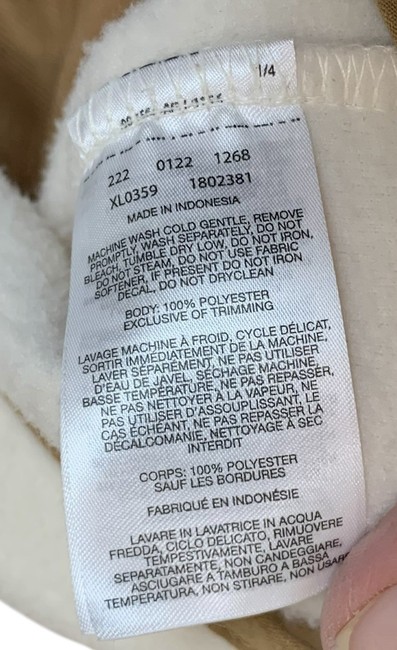 1/4
222 0122 1268
XL0359 1802381
MADE IN INDONESIA
MACHINE WASH COLD GENTLE, REMOVE
PROMPTLY, WASH SEPARATELY, DO NOT
BLEACH, TUMBLE DRY LOW, DO NOT IRON,
DO NOT STEAM, DO NOT USE FABRIC
SOFTENER, IF PRESENT DO NOT IRON
DECAL, DO NOT DRYCLEAN
BODY: 100% POLYESTER
EXCLUSIVE OF TRIMMING
LAVAGE MACHINE À FROID, CYCLE DÉLICAT,
SORTIR IMMÉDIATEMENT DE LA MACHINE,
LAVER SÉPARÉMENT, NE PAS UTILISER
D'EAU DE JAVEL, SÉCHAGE MACHINE,
BASSE TEMPÉRATURE, NE PAS REPASSER,
NE PAS NETTOYER À LA VAPEUR, NE
PAS UTILISER D'ASSOUPLISSANT, LE
CAS ÉCHÉANT, NE PAS REPASSER LA
DÉCALCOMANIE, NETTOYAGE À SEC
INTERDIT
CORPS: 100% POLYESTER
SAUF LES BORDURES
FABRIQUÉ EN INDONÉSIE
LAVARE IN LAVATRICE IN ACQUA
FREDDA, CICLO DELICATO, RIMUOVERE
TEMPESTIVAMENTE, LAVARE
SEPARATAMENTE, NON CANDEGGIARE,
ASCIUGARE A TAMBURO A BASSA
TEMPERATURA, NON STIRARE, NON USAR